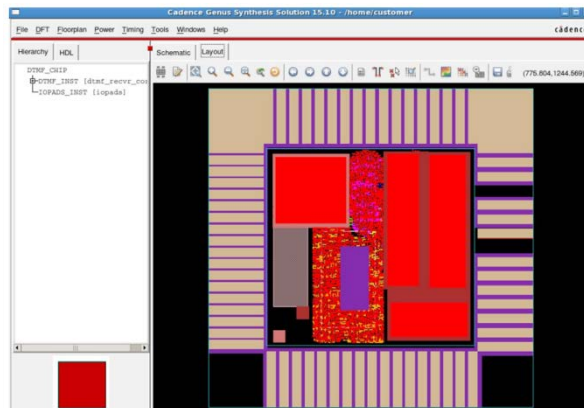 Cadence Genus Synthesis Solution 15.10 - /home/customer
File DFT Floorplan Power Timing Tools Windows Help
cādence
Hierarchy HDL
Schematic Layout
(775.804,1244.569)
DTMF_CHIP
DTMF_INST [dtmf_recvr_cor
IOPADS_INST [iopads]